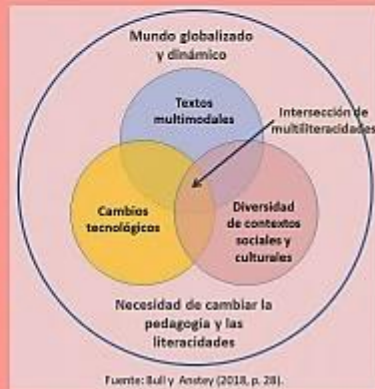 Mundo globalizado
y dinámico
Textos
multimodales
Intersección de
multiliteracidades
Cambios
tecnológicos
Diversidad
de contextos
sociales y
culturales
Necesidad de cambiar la
pedagogía y las
literacidades
Fuente: Bull y Anstey (2018, p. 28).